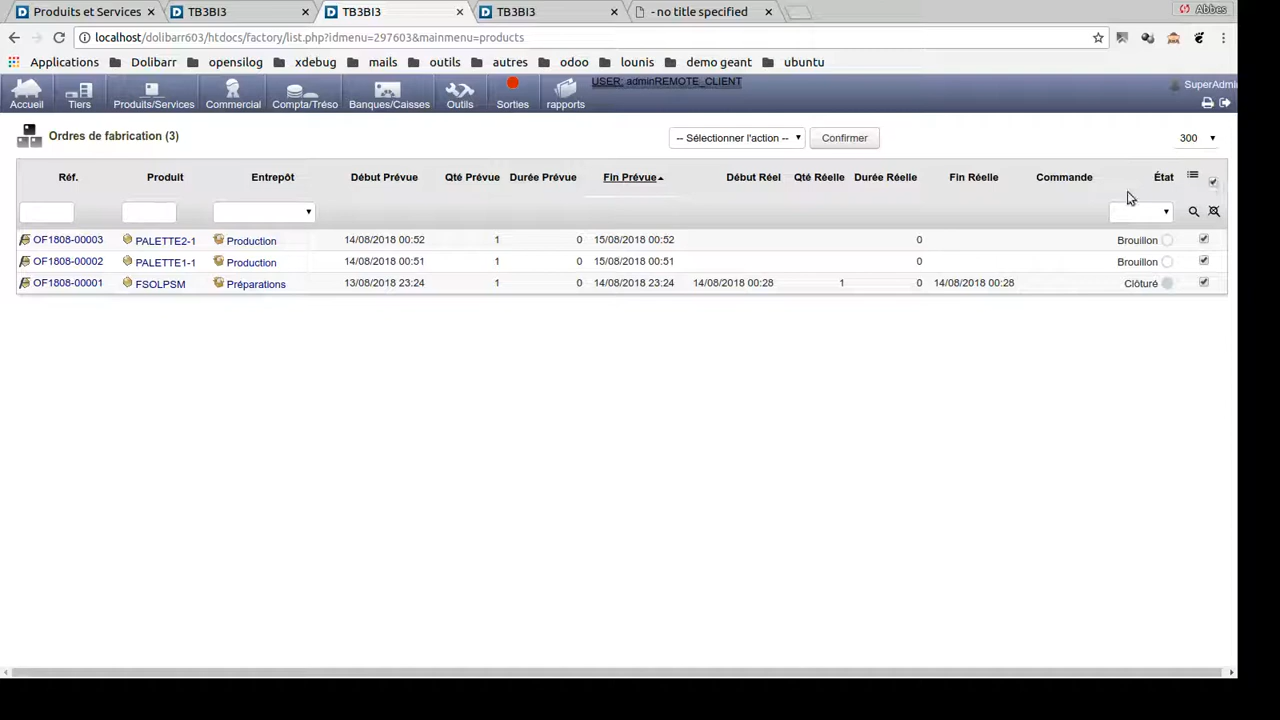 Produits et Services × TB3BI3 × TB3BI3 × TB3BI3 × - no title specified × Abbes
localhost/dolibarr603/htdocs/factory/list.php?idmenu=297603&mainmenu=products
Applications Dolibarr opensilog xdebug mails outils autres odoo lounis demo geant ubuntu
USER: adminREMOTE_CLIENT SuperAdmi
Accueil Tiers Produits/Services Commercial Compta/Tréso Banques/Caisses Outils Sorties rapports
Ordres de fabrication (3) -- Sélectionner l'action -- Confirmer 300
Réf. Produit Entrepôt Début Prévue Qté Prévue Durée Prévue Fin Prévue Début Réel Qté Réelle Durée Réelle Fin Réelle Commande État
OF1808-00003 PALETTE2-1 Production 14/08/2018 00:52 1 0 15/08/2018 00:52 0 Brouillon
OF1808-00002 PALETTE1-1 Production 14/08/2018 00:51 1 0 15/08/2018 00:51 0 Brouillon
OF1808-00001 FSOLPSM Préparations 13/08/2018 23:24 1 0 14/08/2018 23:24 14/08/2018 00:28 1 0 14/08/2018 00:28 Clôturé